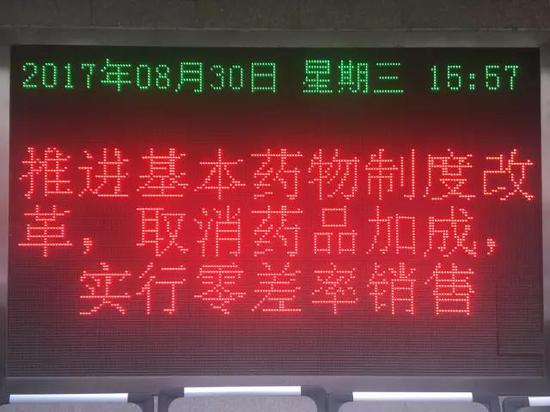 2017年08月30日 星期三 15:57
推进基本药物制度改
革，取消药品加成，
实行零差率销售